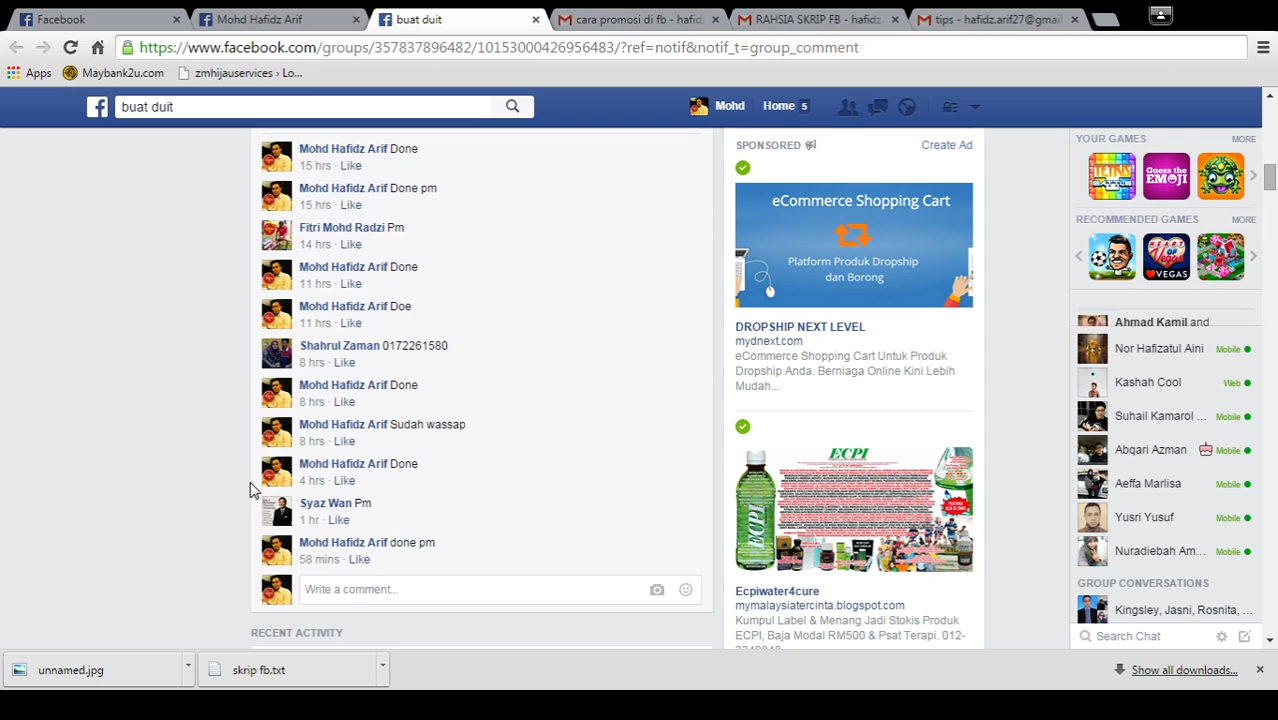 Facebook
Mohd Hafidz Arif
buat duit
cara promosi di fb - hafidz.
RAHSIA SKRIP FB - hafidz.
tips - hafidz.arif27@gmail
https://www.facebook.com/groups/357837896482/10153000426956483/?ref=notif&notif_t=group_comment
Apps
Maybank2u.com
zmhijauservices › Lo...
buat duit
Mohd
Home 5
Mohd Hafidz Arif Done
15 hrs · Like
Mohd Hafidz Arif Done pm
15 hrs · Like
Fitri Mohd Radzi Pm
14 hrs · Like
Mohd Hafidz Arif Done
11 hrs · Like
Mohd Hafidz Arif Doe
11 hrs · Like
Shahrul Zaman 0172261580
8 hrs · Like
Mohd Hafidz Arif Done
8 hrs · Like
Mohd Hafidz Arif Sudah wassap
8 hrs · Like
Mohd Hafidz Arif Done
4 hrs · Like
Syaz Wan Pm
1 hr · Like
Mohd Hafidz Arif done pm
58 mins · Like
Write a comment...
RECENT ACTIVITY
SPONSORED
Create Ad
eCommerce Shopping Cart
Platform Produk Dropship
dan Borong
DROPSHIP NEXT LEVEL
mydnext.com
eCommerce Shopping Cart Untuk Produk
Dropship Anda. Berniaga Online Kini Lebih
Mudah...
ECPI
Ecpiwater4cure
mymalaysiatercinta.blogspot.com
Kumpul Label & Menang Jadi Stokis Produk
ECPI, Baja Modal RM500 & Psat Terapi. 012-
YOUR GAMES
MORE
TETRIS
Guess the EMOJI
RECOMMENDED GAMES
MORE
HEART OF VEGAS
Ahmad Kamil and
Nor Hafizatul Aini Mobile
Kashah Cool Web
Suhail Kamarol ... Mobile
Abqari Azman Mobile
Aeffa Marlisa Mobile
Yusri Yusuf Mobile
Nuradiebah Am... Mobile
GROUP CONVERSATIONS
Kingsley, Jasni, Rosnita, ...
Search Chat
unnamed.jpg
skrip fb.txt
Show all downloads...